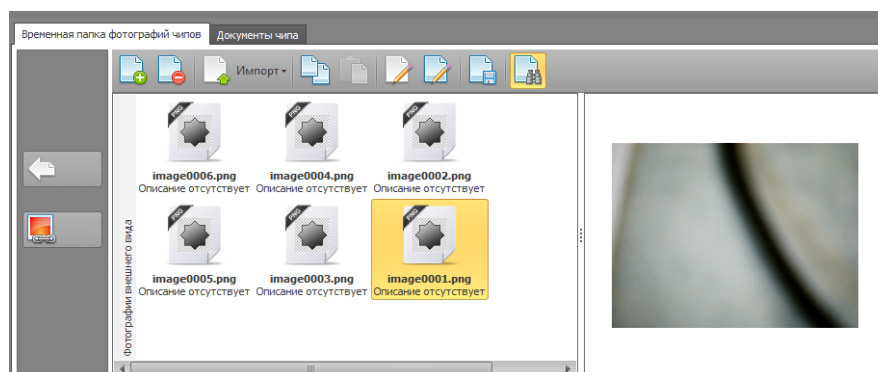 Временная папка фотографий чипов
Документы чипа
Импорт
Фотографии внешнего вида
PNG
PNG
PNG
image0006.png
image0004.png
image0002.png
Описание отсутствует
Описание отсутствует
Описание отсутствует
PNG
PNG
PNG
image0005.png
image0003.png
image0001.png
Описание отсутствует
Описание отсутствует
Описание отсутствует